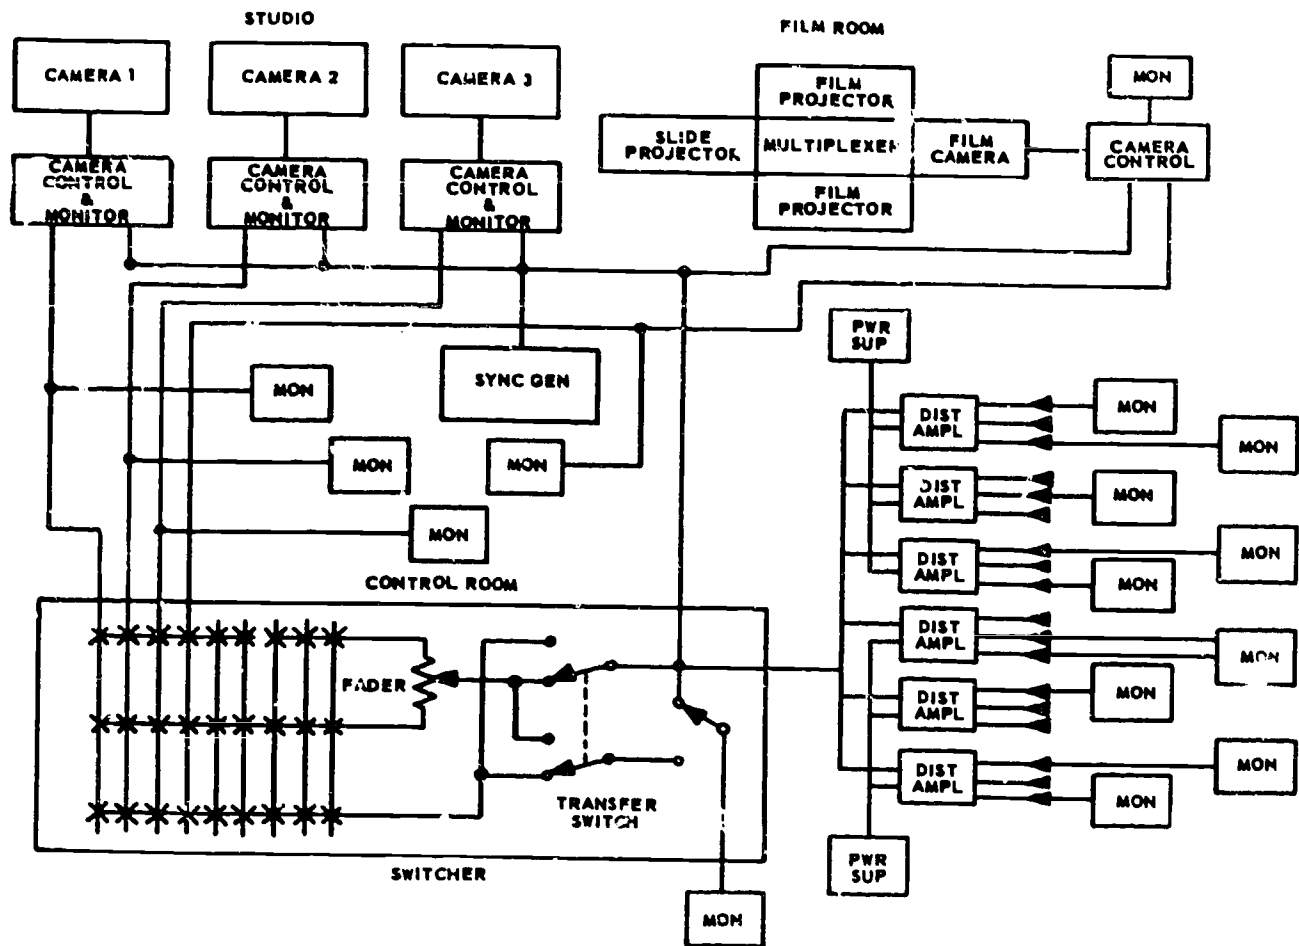 STUDIO
FILM ROOM
CAMERA 1
CAMERA 2
CAMERA 3
FILM
PROJECTOR
MON
SLIDE
PROJECTOR
MULTIPLEXER
FILM
CAMERA
CAMERA
CONTROL
FILM
PROJECTOR
CAMERA
CONTROL
&
MONITOR
CAMERA
CONTROL
&
MONITOR
CAMERA
CONTROL
&
MONITOR
PWR
SUP
SYNC GEN
MON
MON
MON
MON
CONTROL ROOM
DIST
AMPL
MON
MON
DIST
AMPL
MON
DIST
AMPL
MON
MON
DIST
AMPL
MON
DIST
AMPL
MON
DIST
AMPL
MON
MON
FADER
TRANSFER
SWITCH
SWITCHER
PWR
SUP
MON